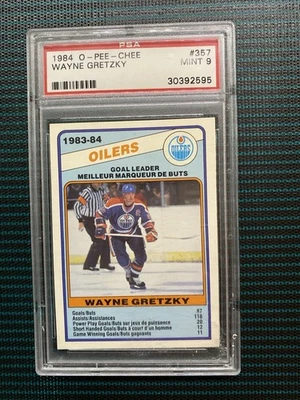 PSA
1984 O-PEE-CHEE #357
WAYNE GRETZKY MINT 9
30392595
1983-84
OILERS
OILERS
GOAL LEADER
MEILLEUR MARQUEUR DE BUTS
WAYNE GRETZKY
Goals/Buts 87
Assists/Assistances 118
Power Play Goals/Buts sur jeux de puissance 20
Short Handed Goals/Buts à court d'un homme 12
Game Winning Goals/Buts gagnants 11